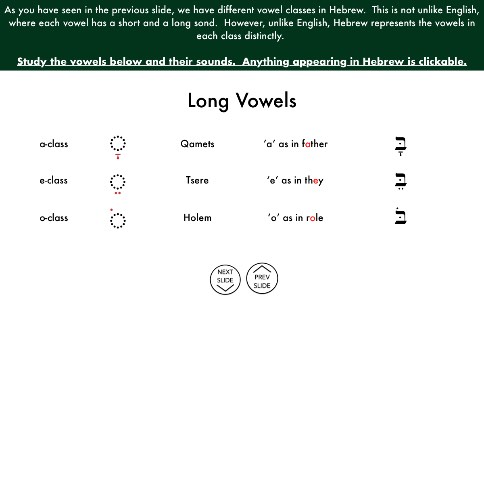 As you have seen in the previous slide, we have different vowel classes in Hebrew.  This is not unlike English,
where each vowel has a short and a long sond.  However, unlike English, Hebrew represents the vowels in
each class distinctly.
Study the vowels below and their sounds.  Anything appearing in Hebrew is clickable.
Long Vowels
a-class ◌ָ Qamets ‘a’ as in father בָּ
e-class ◌ֵ Tsere ‘e’ as in they בֵּ
o-class ◌ֹ Holem ‘o’ as in role בֹּ
NEXT
SLIDE
PREV
SLIDE